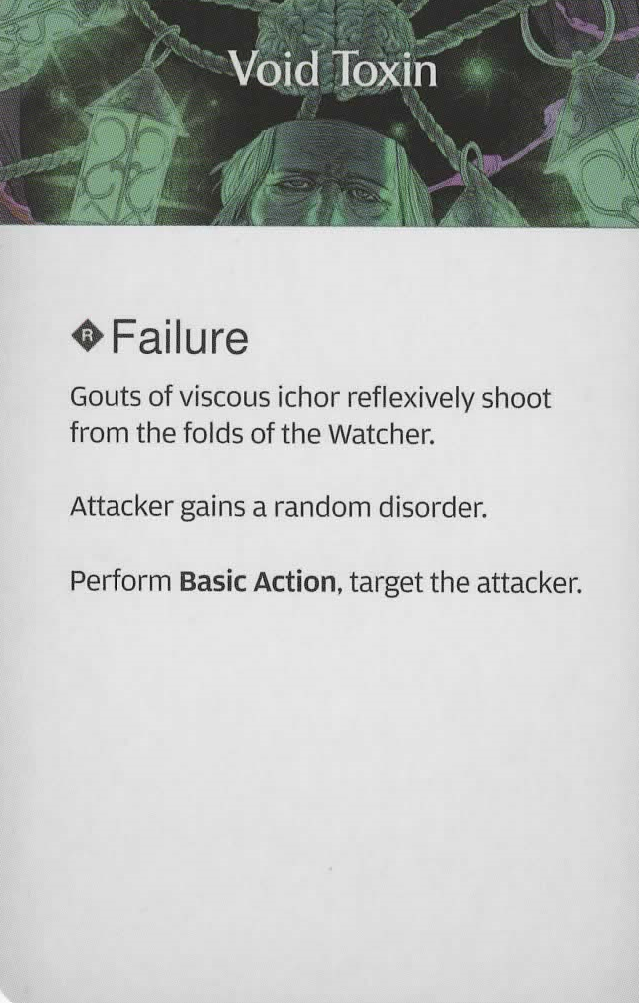 Void Toxin
R Failure
Gouts of viscous ichor reflexively shoot
from the folds of the Watcher.
Attacker gains a random disorder.
Perform Basic Action, target the attacker.